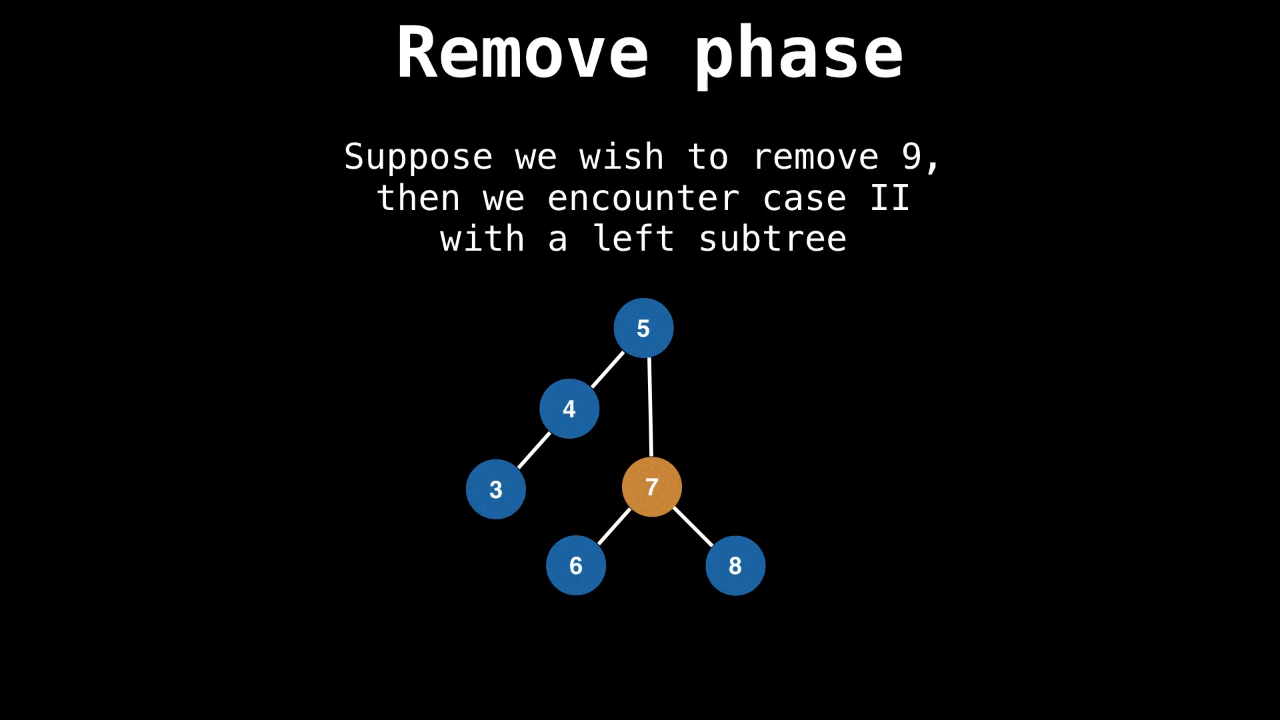 Remove phase
Suppose we wish to remove 9,
then we encounter case II
with a left subtree
5
4
3
7
6
8